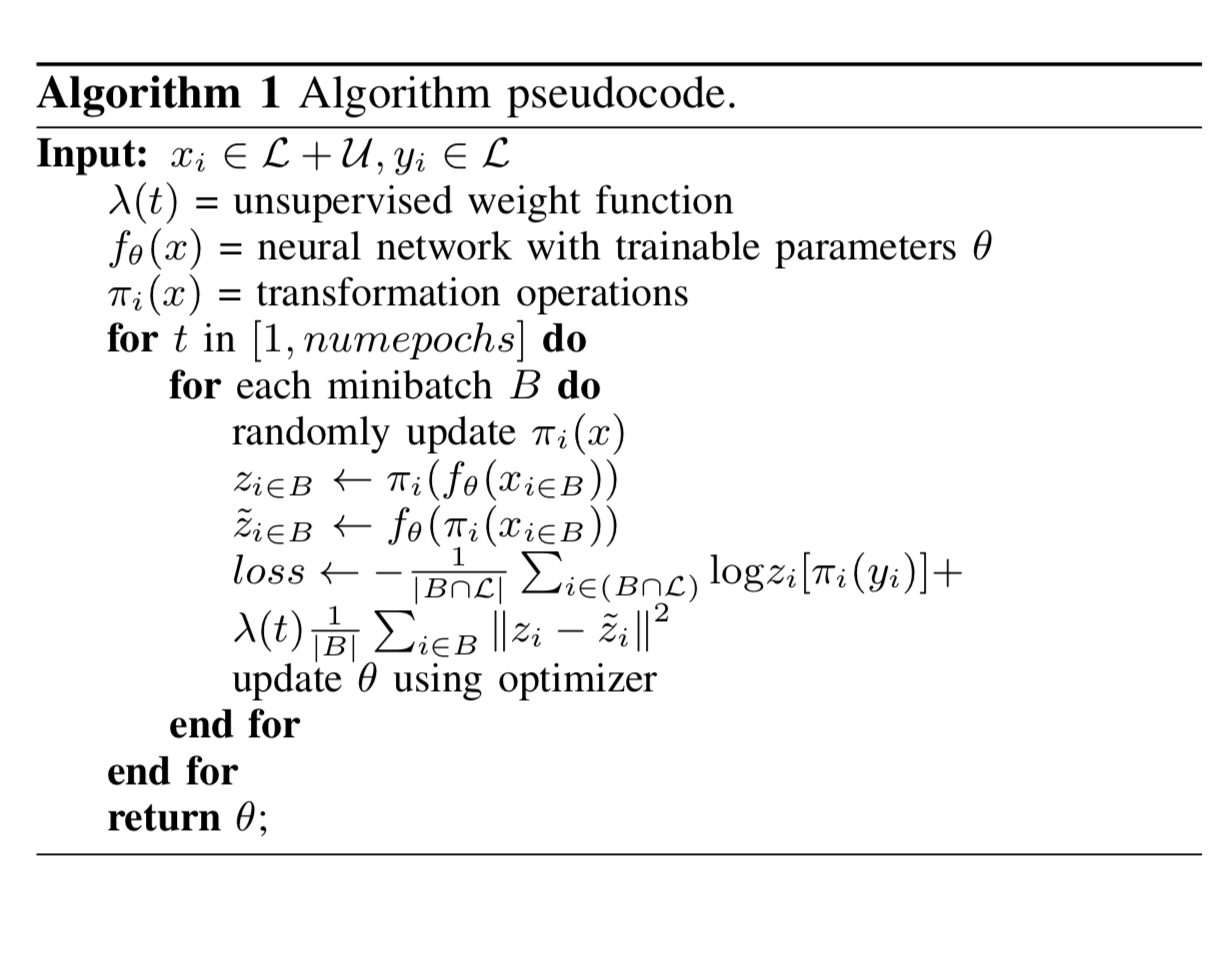 Algorithm 1 Algorithm pseudocode.
Input: $x_i \in \mathcal{L} + \mathcal{U}, y_i \in \mathcal{L}$
$\lambda(t)$ = unsupervised weight function
$f_\theta(x)$ = neural network with trainable parameters $\theta$
$\pi_i(x)$ = transformation operations
for $t$ in $[1, numepochs]$ do
for each minibatch $B$ do
randomly update $\pi_i(x)$
$z_{i \in B} \leftarrow \pi_i(f_\theta(x_{i \in B}))$
$\tilde{z}_{i \in B} \leftarrow f_\theta(\pi_i(x_{i \in B}))$
$loss \leftarrow -\frac{1}{|B \cap \mathcal{L}|} \sum_{i \in (B \cap \mathcal{L})} \log z_i[\pi_i(y_i)] +$
$\lambda(t) \frac{1}{|B|} \sum_{i \in B} \|z_i - \tilde{z}_i\|^2$
update $\theta$ using optimizer
end for
end for
return $\theta$;